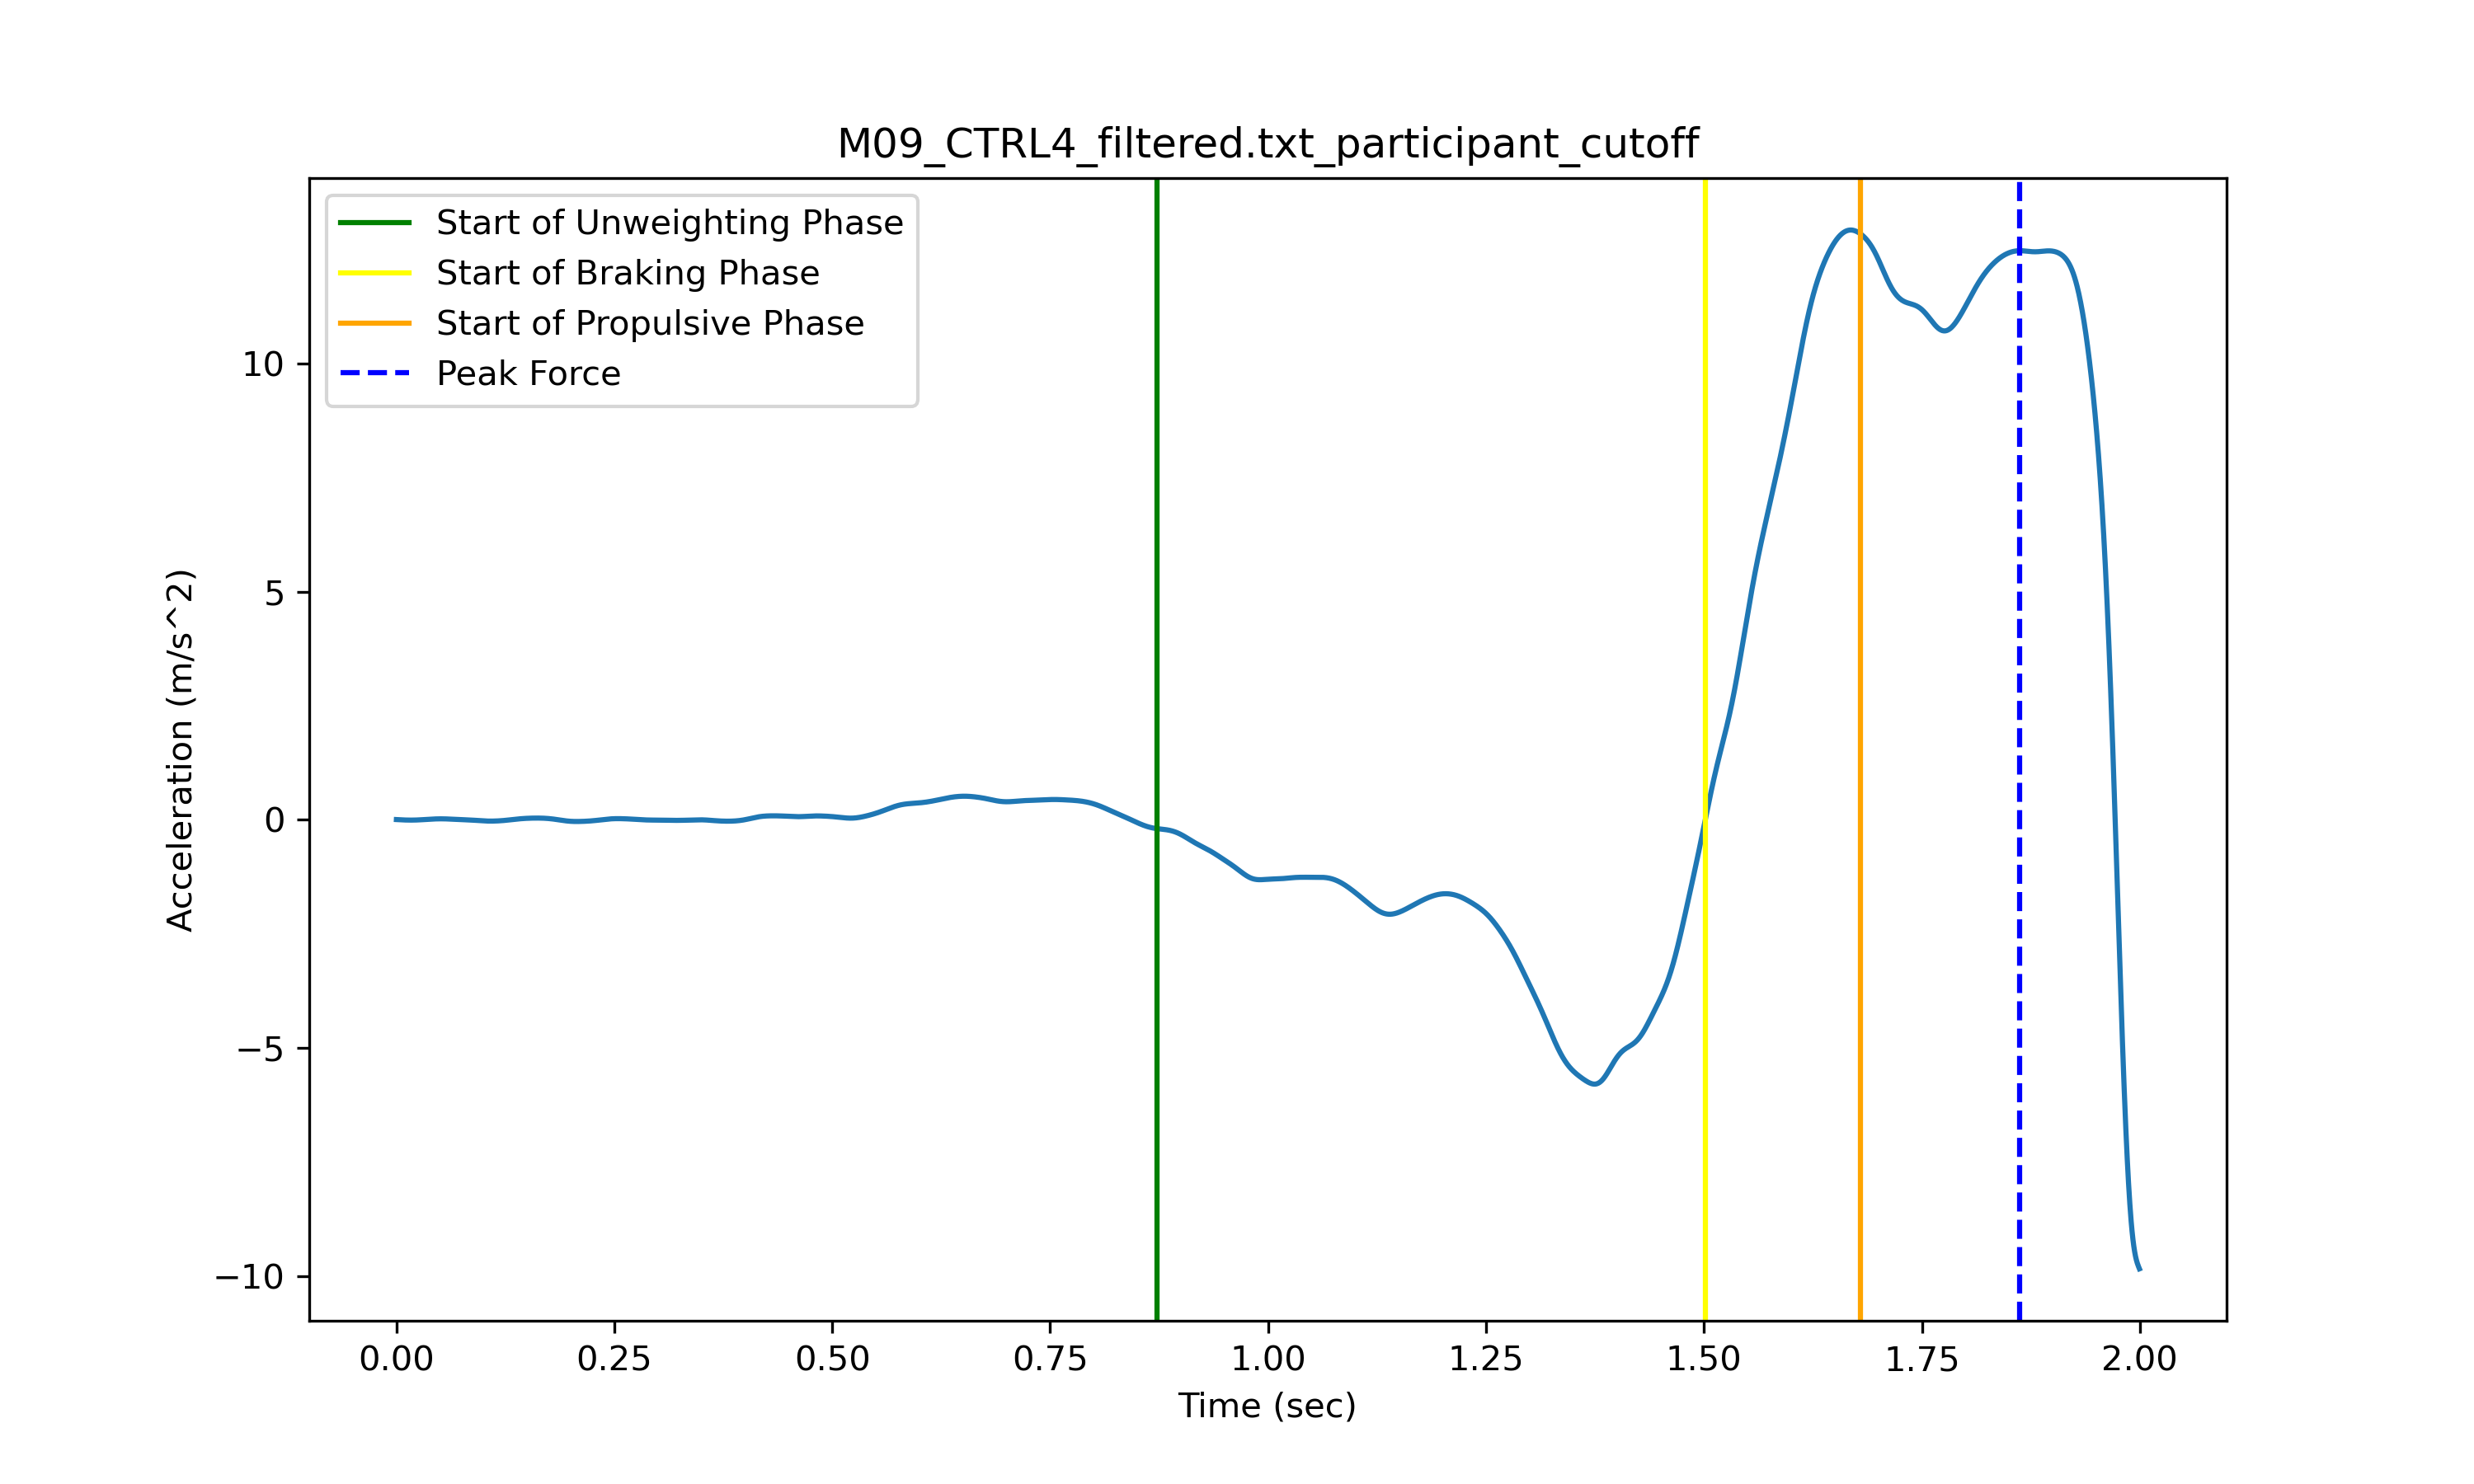 M09_CTRL4_filtered.txt_participant_cutoff
Start of Unweighting Phase
Start of Braking Phase
Start of Propulsive Phase
Peak Force
Acceleration (m/s^2)
10
5
0
−5
−10
0.00 0.25 0.50 0.75 1.00 1.25 1.50 1.75 2.00
Time (sec)